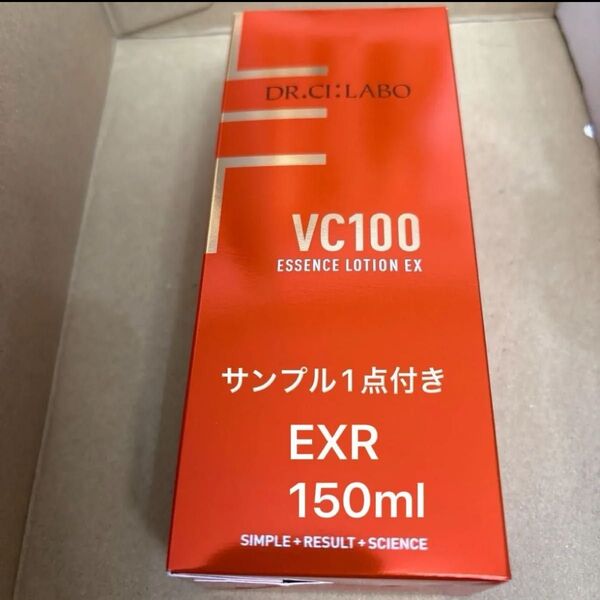 DR.CI:LABO
VC100
ESSENCE LOTION EX
サンプル1点付き
EXR
150ml
SIMPLE+RESULT+SCIENCE